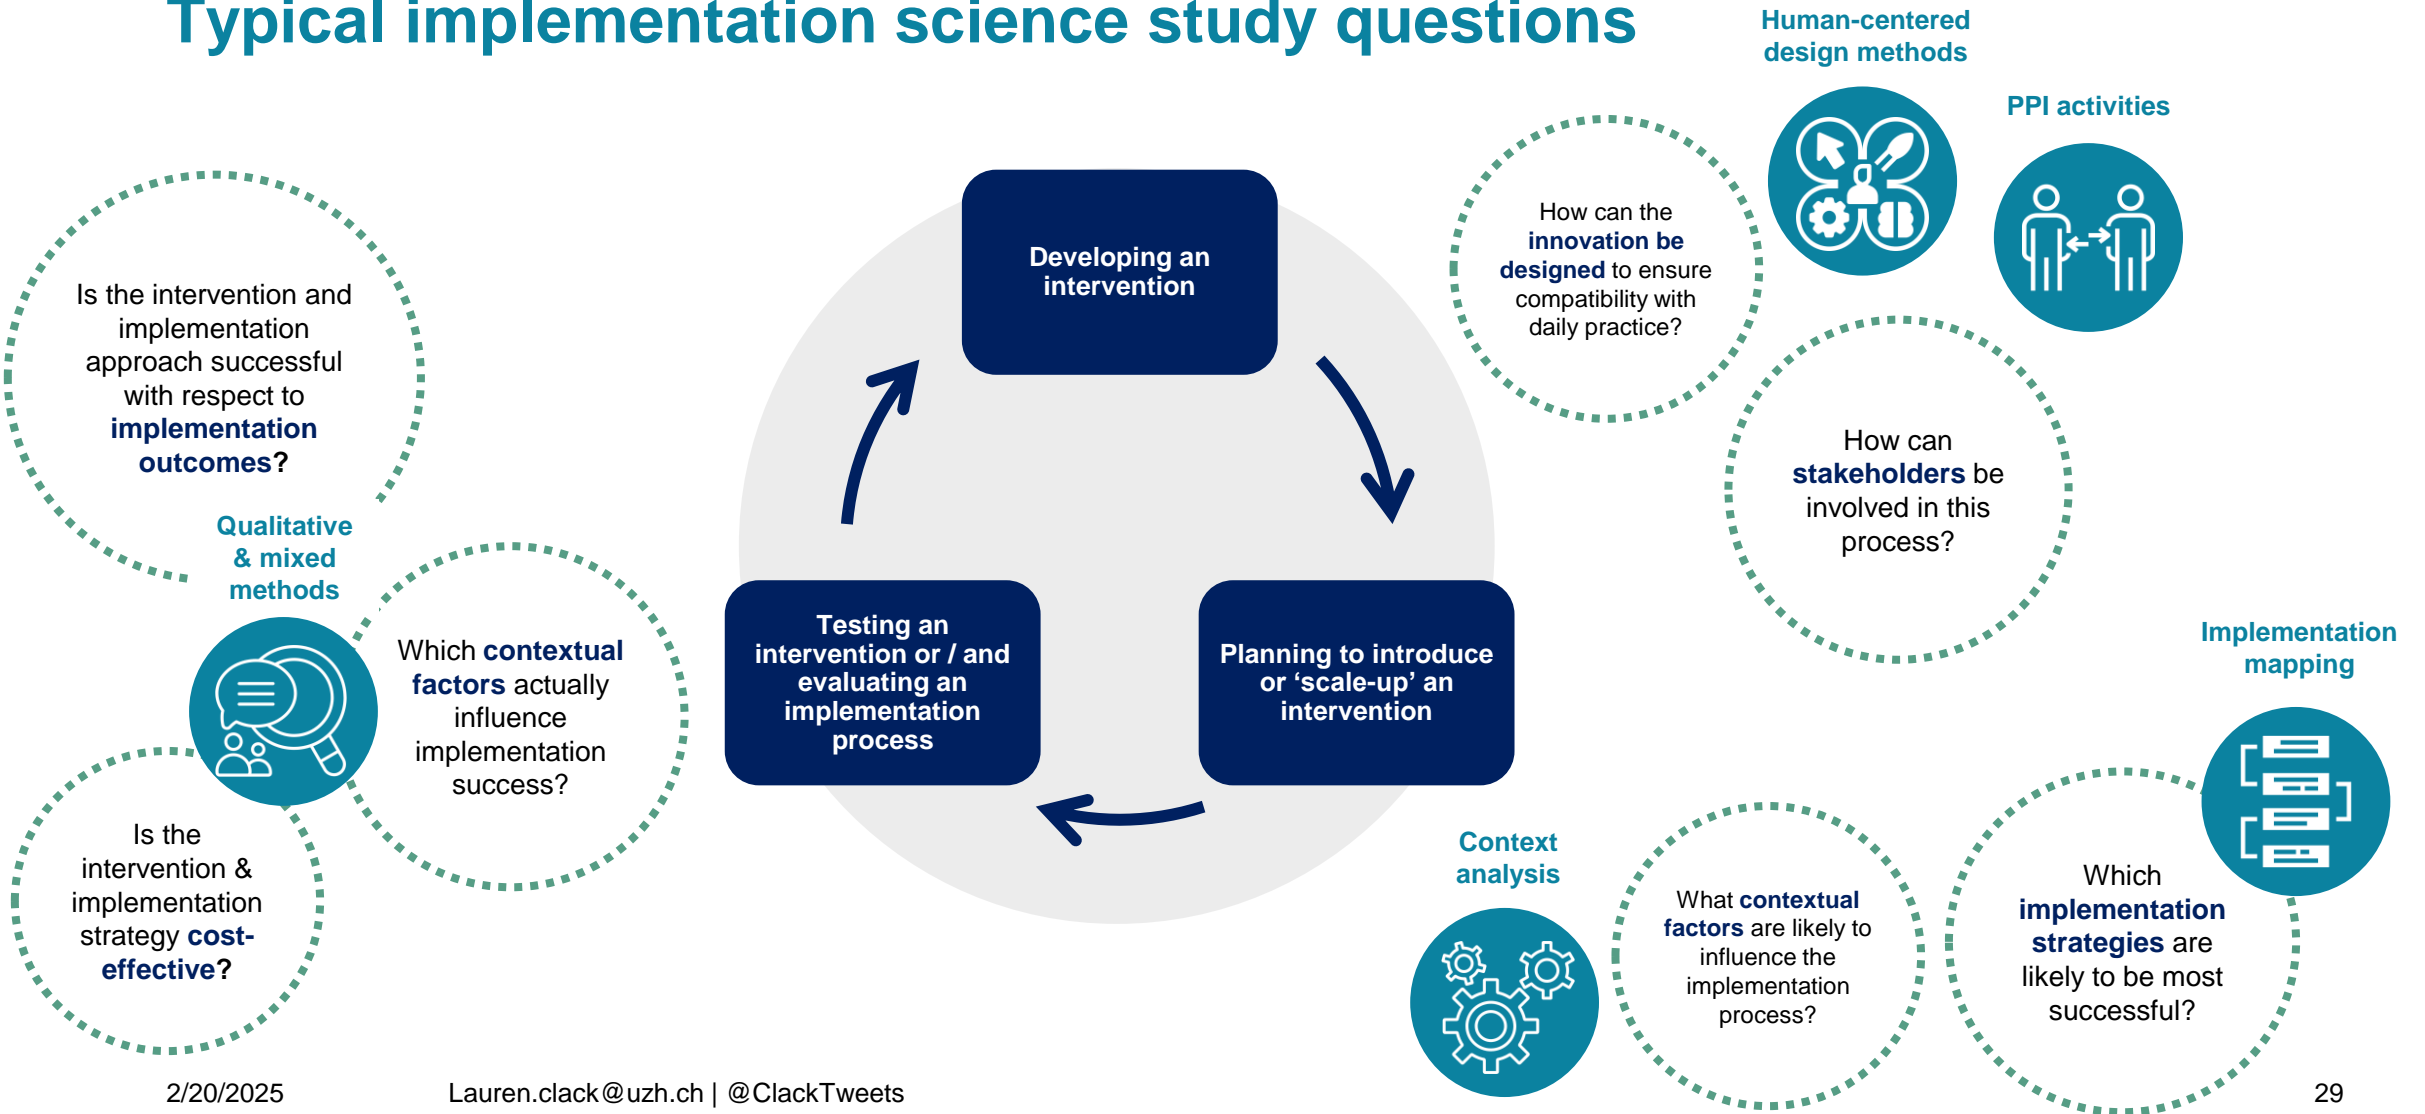 Typical implementation science study questions
Human-centered
design methods
PPI activities
How can the
innovation be
designed to ensure
compatibility with
daily practice?
How can
stakeholders be
involved in this
process?
Developing an
intervention
Planning to introduce
or ‘scale-up’ an
intervention
Testing an
intervention or / and
evaluating an
implementation
process
Implementation
mapping
Which
implementation
strategies are
likely to be most
successful?
Context
analysis
What contextual
factors are likely to
influence the
implementation
process?
Is the intervention and
implementation
approach successful
with respect to
implementation
outcomes?
Qualitative
& mixed
methods
Which contextual
factors actually
influence
implementation
success?
Is the
intervention &
implementation
strategy cost-
effective?
2/20/2025
Lauren.clack@uzh.ch | @ClackTweets
29